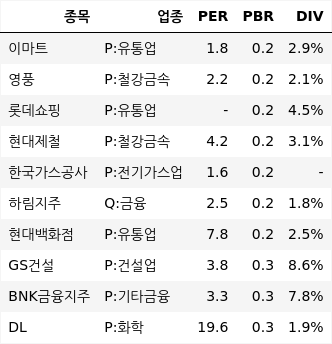 종목 업종 PER PBR DIV
이마트 P:유통업 1.8 0.2 2.9%
영풍 P:철강금속 2.2 0.2 2.1%
롯데쇼핑 P:유통업 - 0.2 4.5%
현대제철 P:철강금속 4.2 0.2 3.1%
한국가스공사 P:전기가스업 1.6 0.2 -
하림지주 Q:금융 2.5 0.2 1.8%
현대백화점 P:유통업 7.8 0.2 2.5%
GS건설 P:건설업 3.8 0.3 8.6%
BNK금융지주 P:기타금융 3.3 0.3 7.8%
DL P:화학 19.6 0.3 1.9%